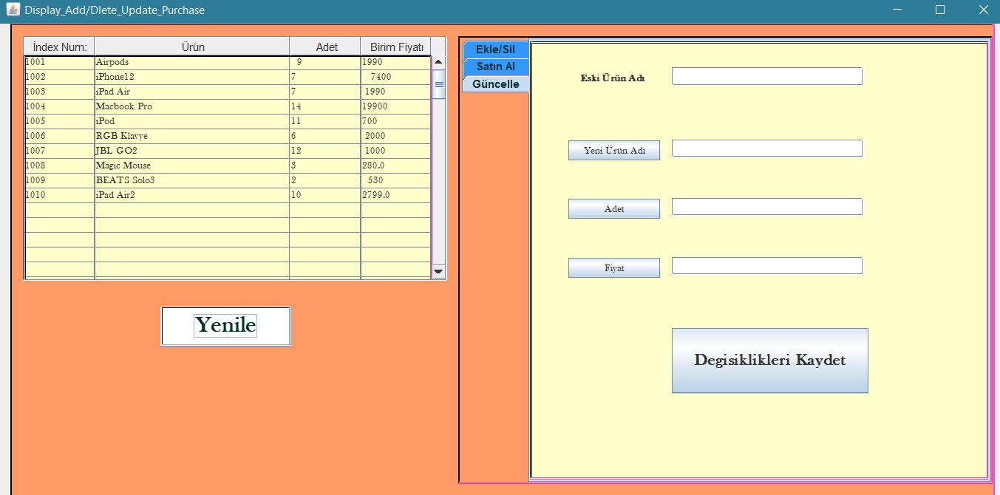 Display_Add/Dlete_Update_Purchase
İndex Num: Ürün Adet Birim Fiyatı
1001 Airpods 9 1990
1002 iPhone12 7 7400
1003 iPad Air 7 1990
1004 Macbook Pro 14 19900
1005 iPod 11 700
1006 RGB Klavye 6 2000
1007 JBL GO2 12 1000
1008 Magic Mouse 3 280.0
1009 BEATS Solo3 2 530
1010 iPad Air2 10 2799.0
Yenile
Ekle/Sil
Satın Al
Güncelle
Eski Ürün Adı
Yeni Ürün Adı
Adet
Fiyat
Degisiklikleri Kaydet